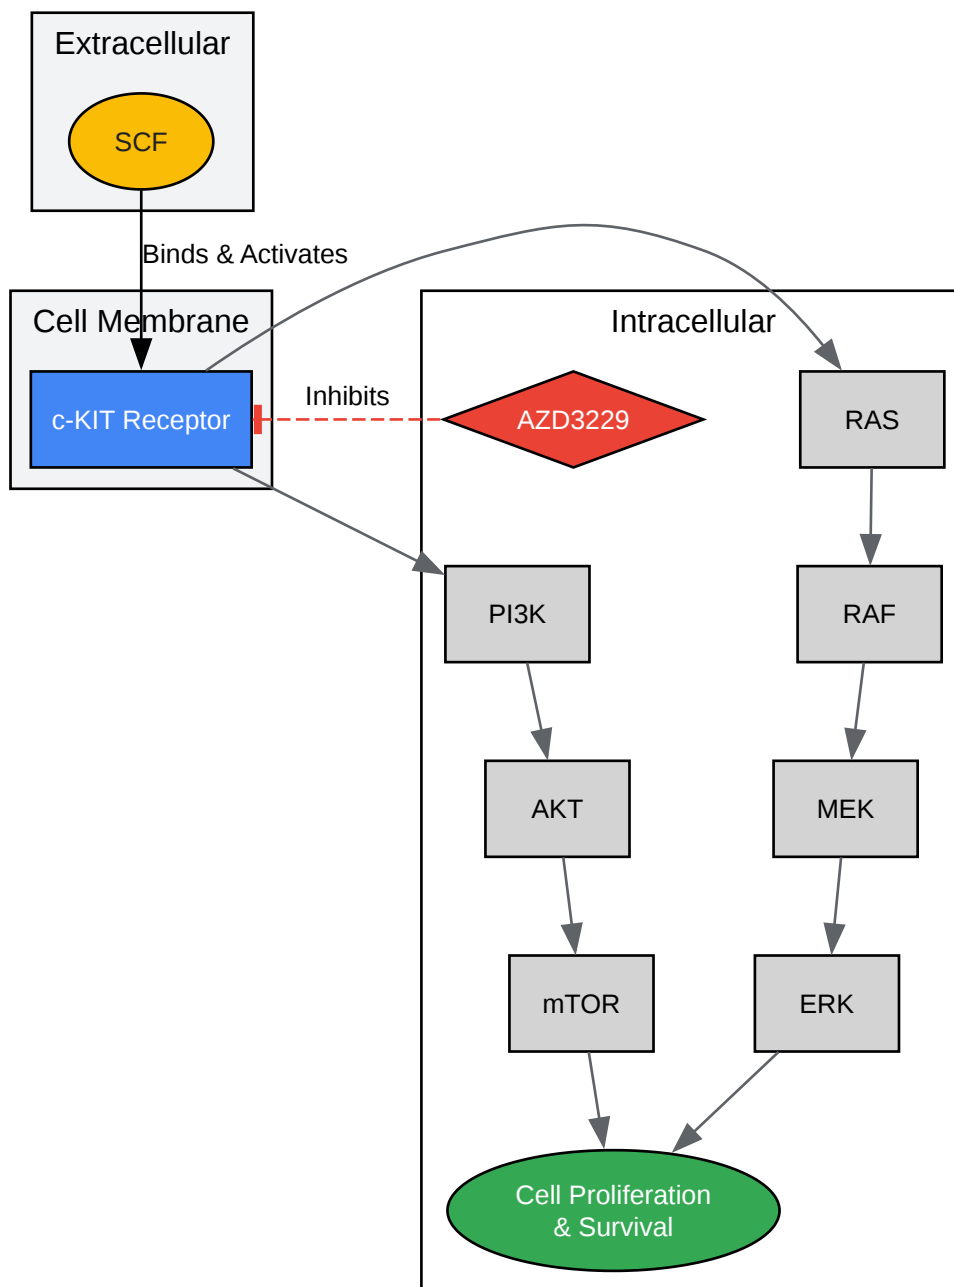 Extracellular
SCF
Binds & Activates
Cell Membrane
Intracellular
c-KIT Receptor
Inhibits
AZD3229
RAS
PI3K
RAF
AKT
MEK
mTOR
ERK
Cell Proliferation
& Survival